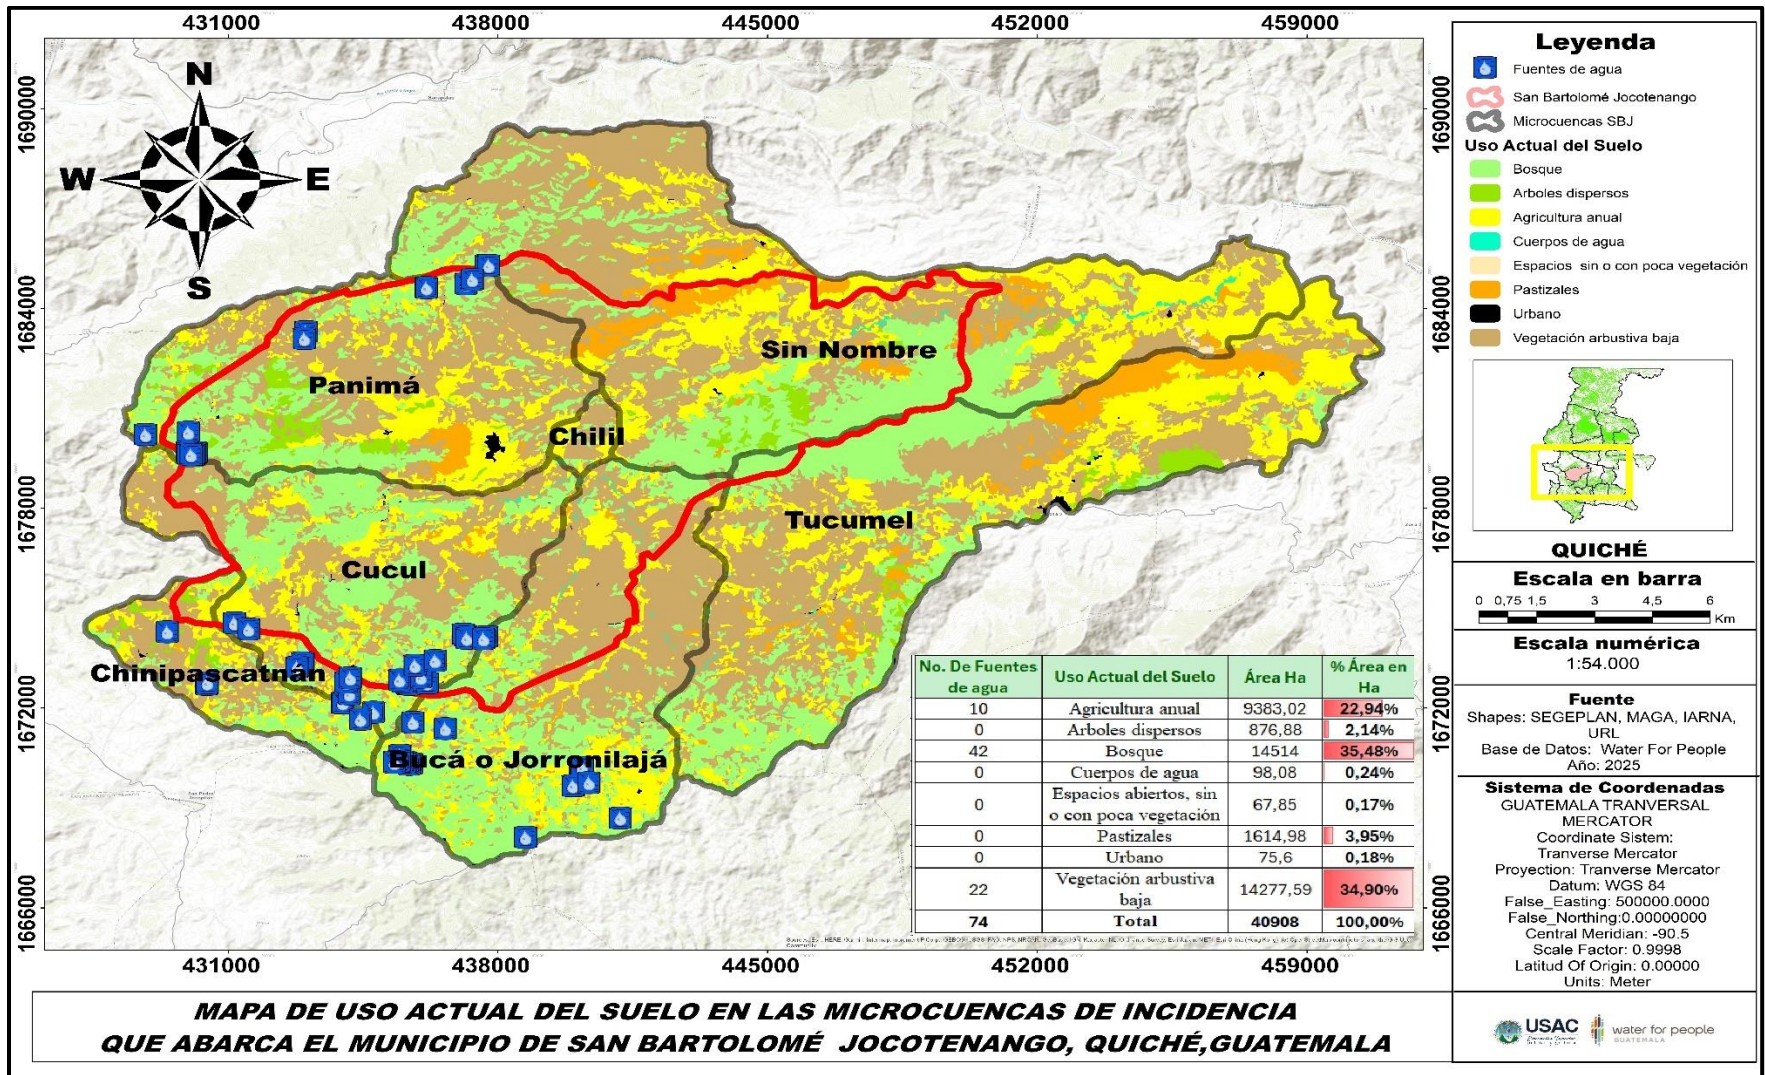 431000 438000 445000 452000 459000
1690000 1690000
1684000 1684000
1678000 1678000
1672000 1672000
1666000 1666000
N
W E
S
Panimá
Sin Nombre
Chilil
Tucumel
Cucul
Chinipascatnán
Bucá o Jorronilajá
No. De Fuentes de agua Uso Actual del Suelo Área Ha % Área en Ha
10 Agricultura anual 9383,02 22,94%
0 Arboles dispersos 876,88 2,14%
42 Bosque 14514 35,48%
0 Cuerpos de agua 98,08 0,24%
0 Espacios abiertos, sin o con poca vegetación 67,85 0,17%
0 Pastizales 1614,98 3,95%
0 Urbano 75,6 0,18%
22 Vegetación arbustiva baja 14277,59 34,90%
74 Total 40908 100,00%
431000 438000 445000 452000 459000
MAPA DE USO ACTUAL DEL SUELO EN LAS MICROCUENCAS DE INCIDENCIA
QUE ABARCA EL MUNICIPIO DE SAN BARTOLOMÉ JOCOTENANGO, QUICHÉ,GUATEMALA
Leyenda
Fuentes de agua
San Bartolomé Jocotenango
Microcuencas SBJ
Uso Actual del Suelo
Bosque
Arboles dispersos
Agricultura anual
Cuerpos de agua
Espacios sin o con poca vegetación
Pastizales
Urbano
Vegetación arbustiva baja
QUICHÉ
Escala en barra
0 0,75 1,5 3 4,5 6
Km
Escala numérica
1:54.000
Fuente
Shapes: SEGEPLAN, MAGA, IARNA,
URL
Base de Datos: Water For People
Año: 2025
Sistema de Coordenadas
GUATEMALA TRANVERSAL
MERCATOR
Coordinate Sistem:
Tranverse Mercator
Proyection: Tranverse Mercator
Datum: WGS 84
False_Easting: 500000.0000
False_Northing:0.00000000
Central Meridian: -90.5
Scale Factor: 0.9998
Latitud Of Origin: 0.00000
Units: Meter
USAC
water for people
GUATEMALA